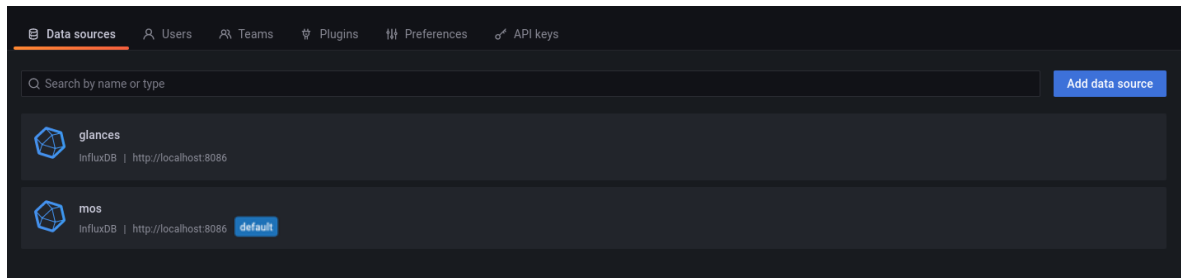 Data sources Users Teams Plugins Preferences API keys
Search by name or type Add data source
glances
InfluxDB | http://localhost:8086
mos
InfluxDB | http://localhost:8086 default